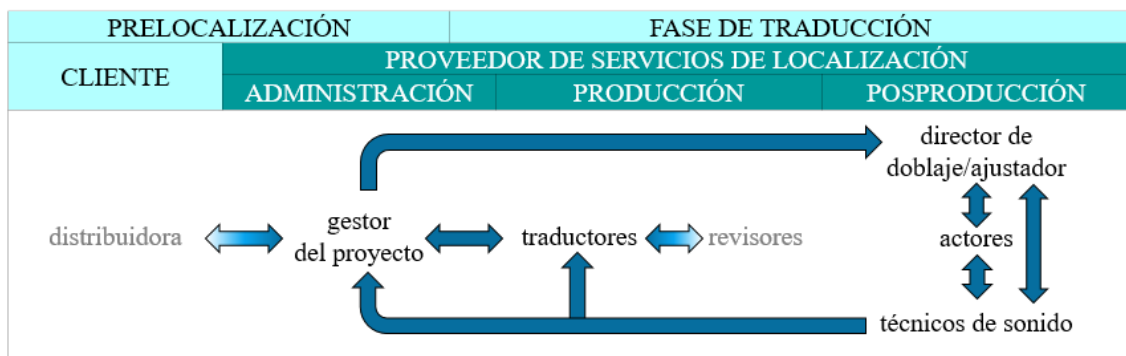 PRELOCALIZACIÓN
FASE DE TRADUCCIÓN
CLIENTE
PROVEEDOR DE SERVICIOS DE LOCALIZACIÓN
ADMINISTRACIÓN
PRODUCCIÓN
POSPRODUCCIÓN
director de
doblaje/ajustador
distribuidora
gestor
del proyecto
traductores
revisores
actores
técnicos de sonido